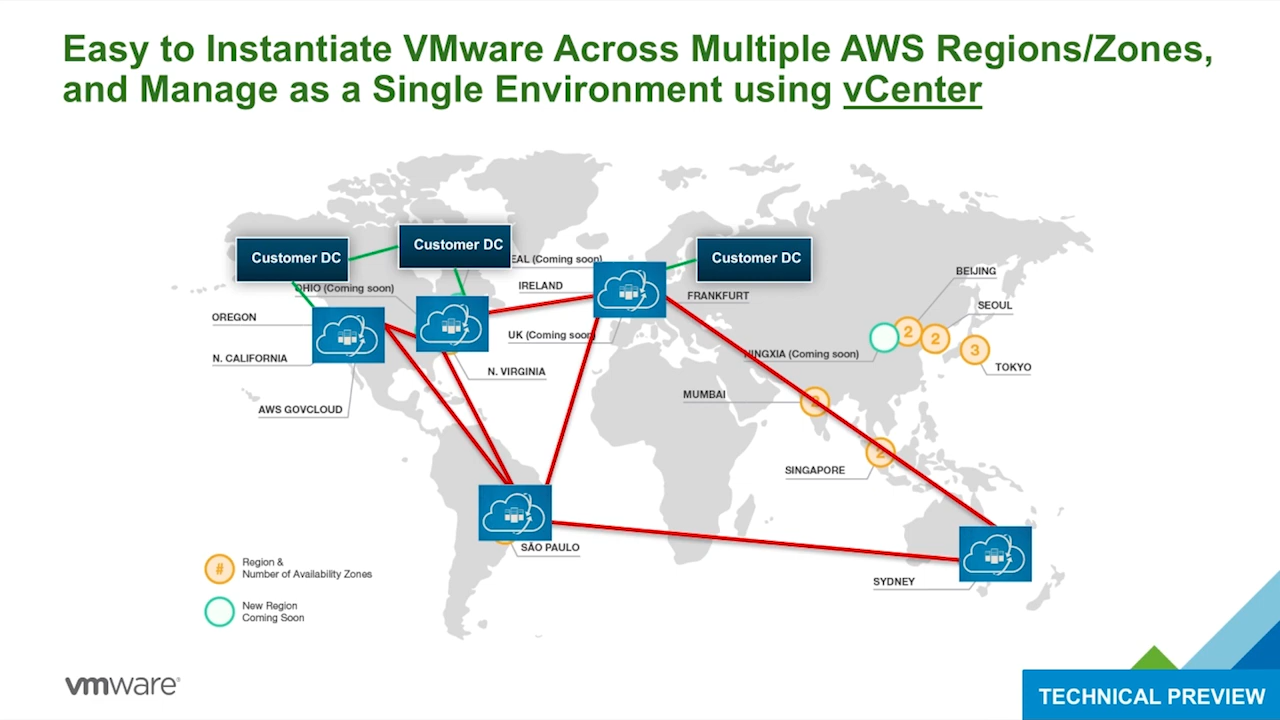 Easy to Instantiate VMware Across Multiple AWS Regions/Zones,
and Manage as a Single Environment using vCenter
Customer DC
Customer DC
Customer DC
EAL (Coming soon)
OHIO (Coming soon)
IRELAND
FRANKFURT
BEIJING
SEOUL
OREGON
UK (Coming soon)
2
2
3
N. CALIFORNIA
NINGXIA (Coming soon)
TOKYO
N. VIRGINIA
MUMBAI
2
AWS GOVCLOUD
2
SINGAPORE
SÃO PAULO
SYDNEY
#
Region &
Number of Availability Zones
New Region
Coming Soon
vmware®
TECHNICAL PREVIEW